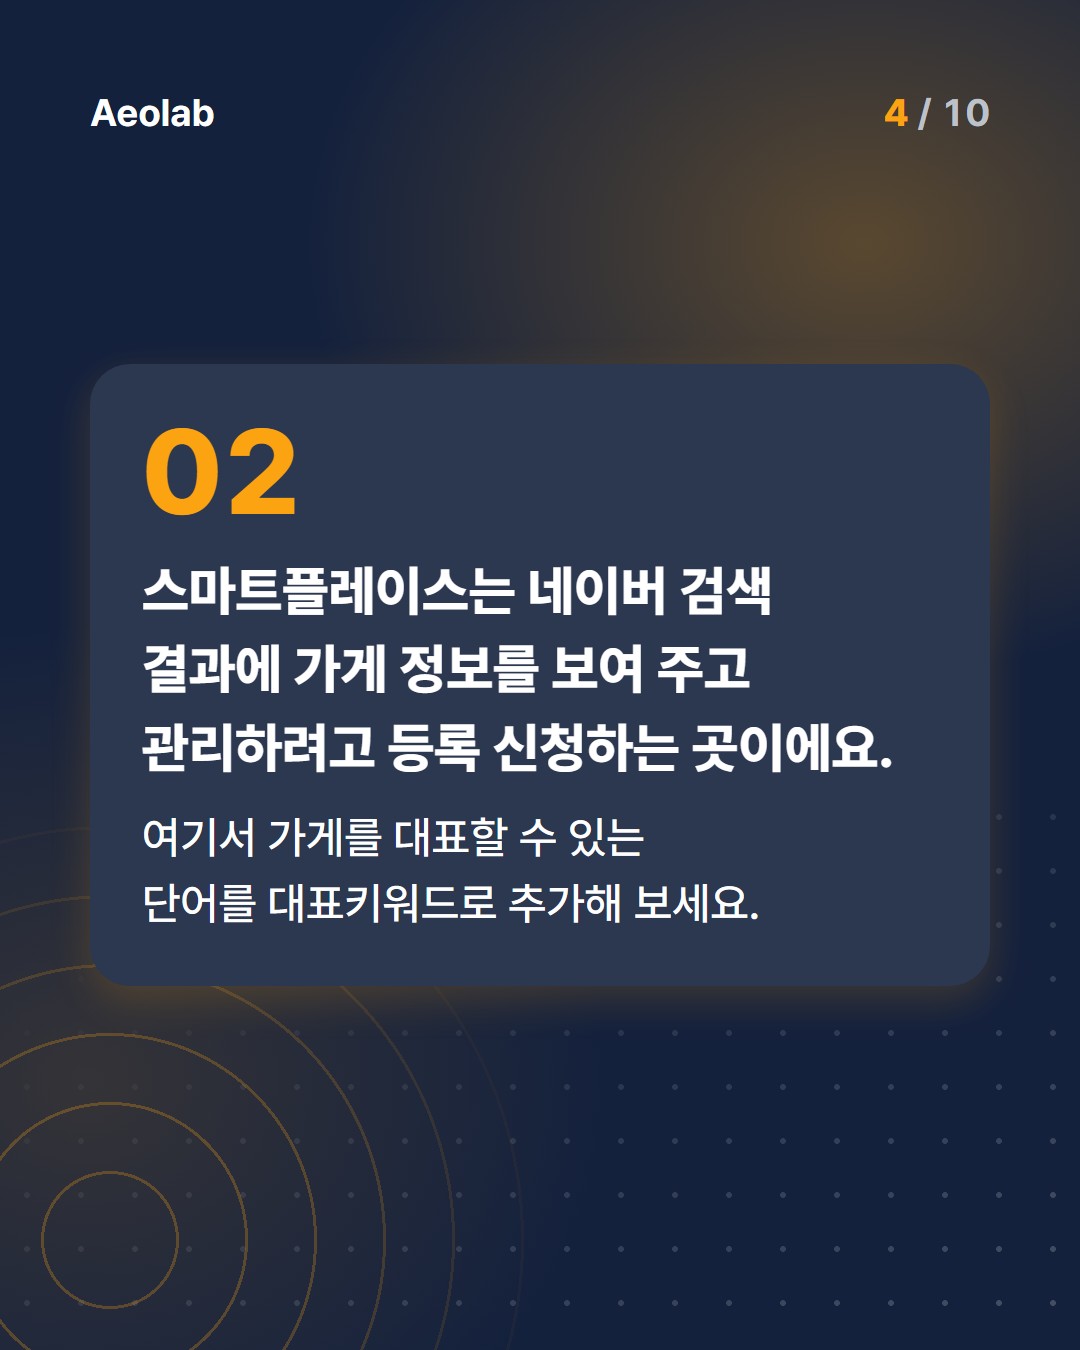 Aeolab
4 / 10
02
스마트플레이스는 네이버 검색
결과에 가게 정보를 보여 주고
관리하려고 등록 신청하는 곳이에요.
여기서 가게를 대표할 수 있는
단어를 대표키워드로 추가해 보세요.